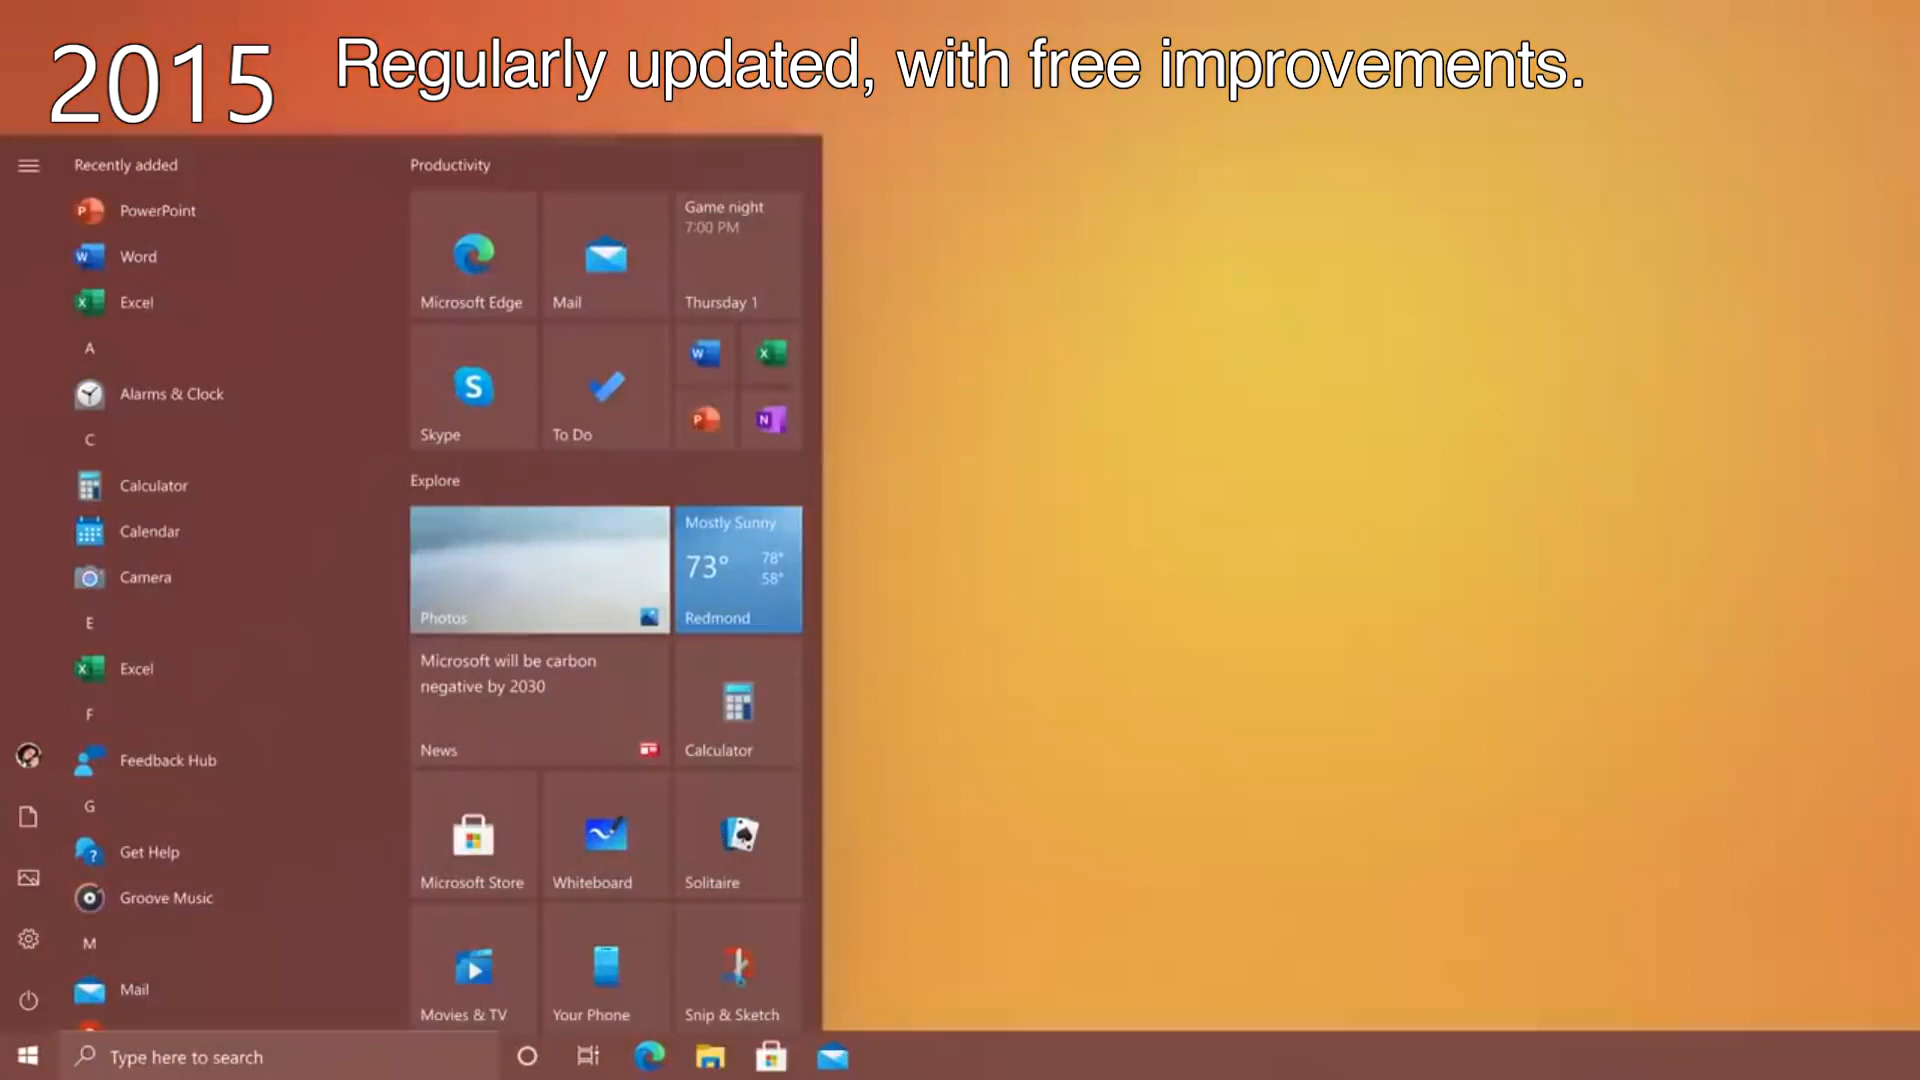 2015
Regularly updated, with free improvements.
Recently added
PowerPoint
Word
Excel
A
Alarms & Clock
C
Calculator
Calendar
Camera
E
Excel
F
Feedback Hub
G
Get Help
Groove Music
M
Mail
Productivity
Microsoft Edge
Mail
Game night
7:00 PM
Thursday 1
Skype
To Do
W
X
P
N
Explore
Photos
Mostly Sunny
73°
78°
58°
Redmond
Microsoft will be carbon
negative by 2030
News
Calculator
Microsoft Store
Whiteboard
Solitaire
Movies & TV
Your Phone
Snip & Sketch
Type here to search